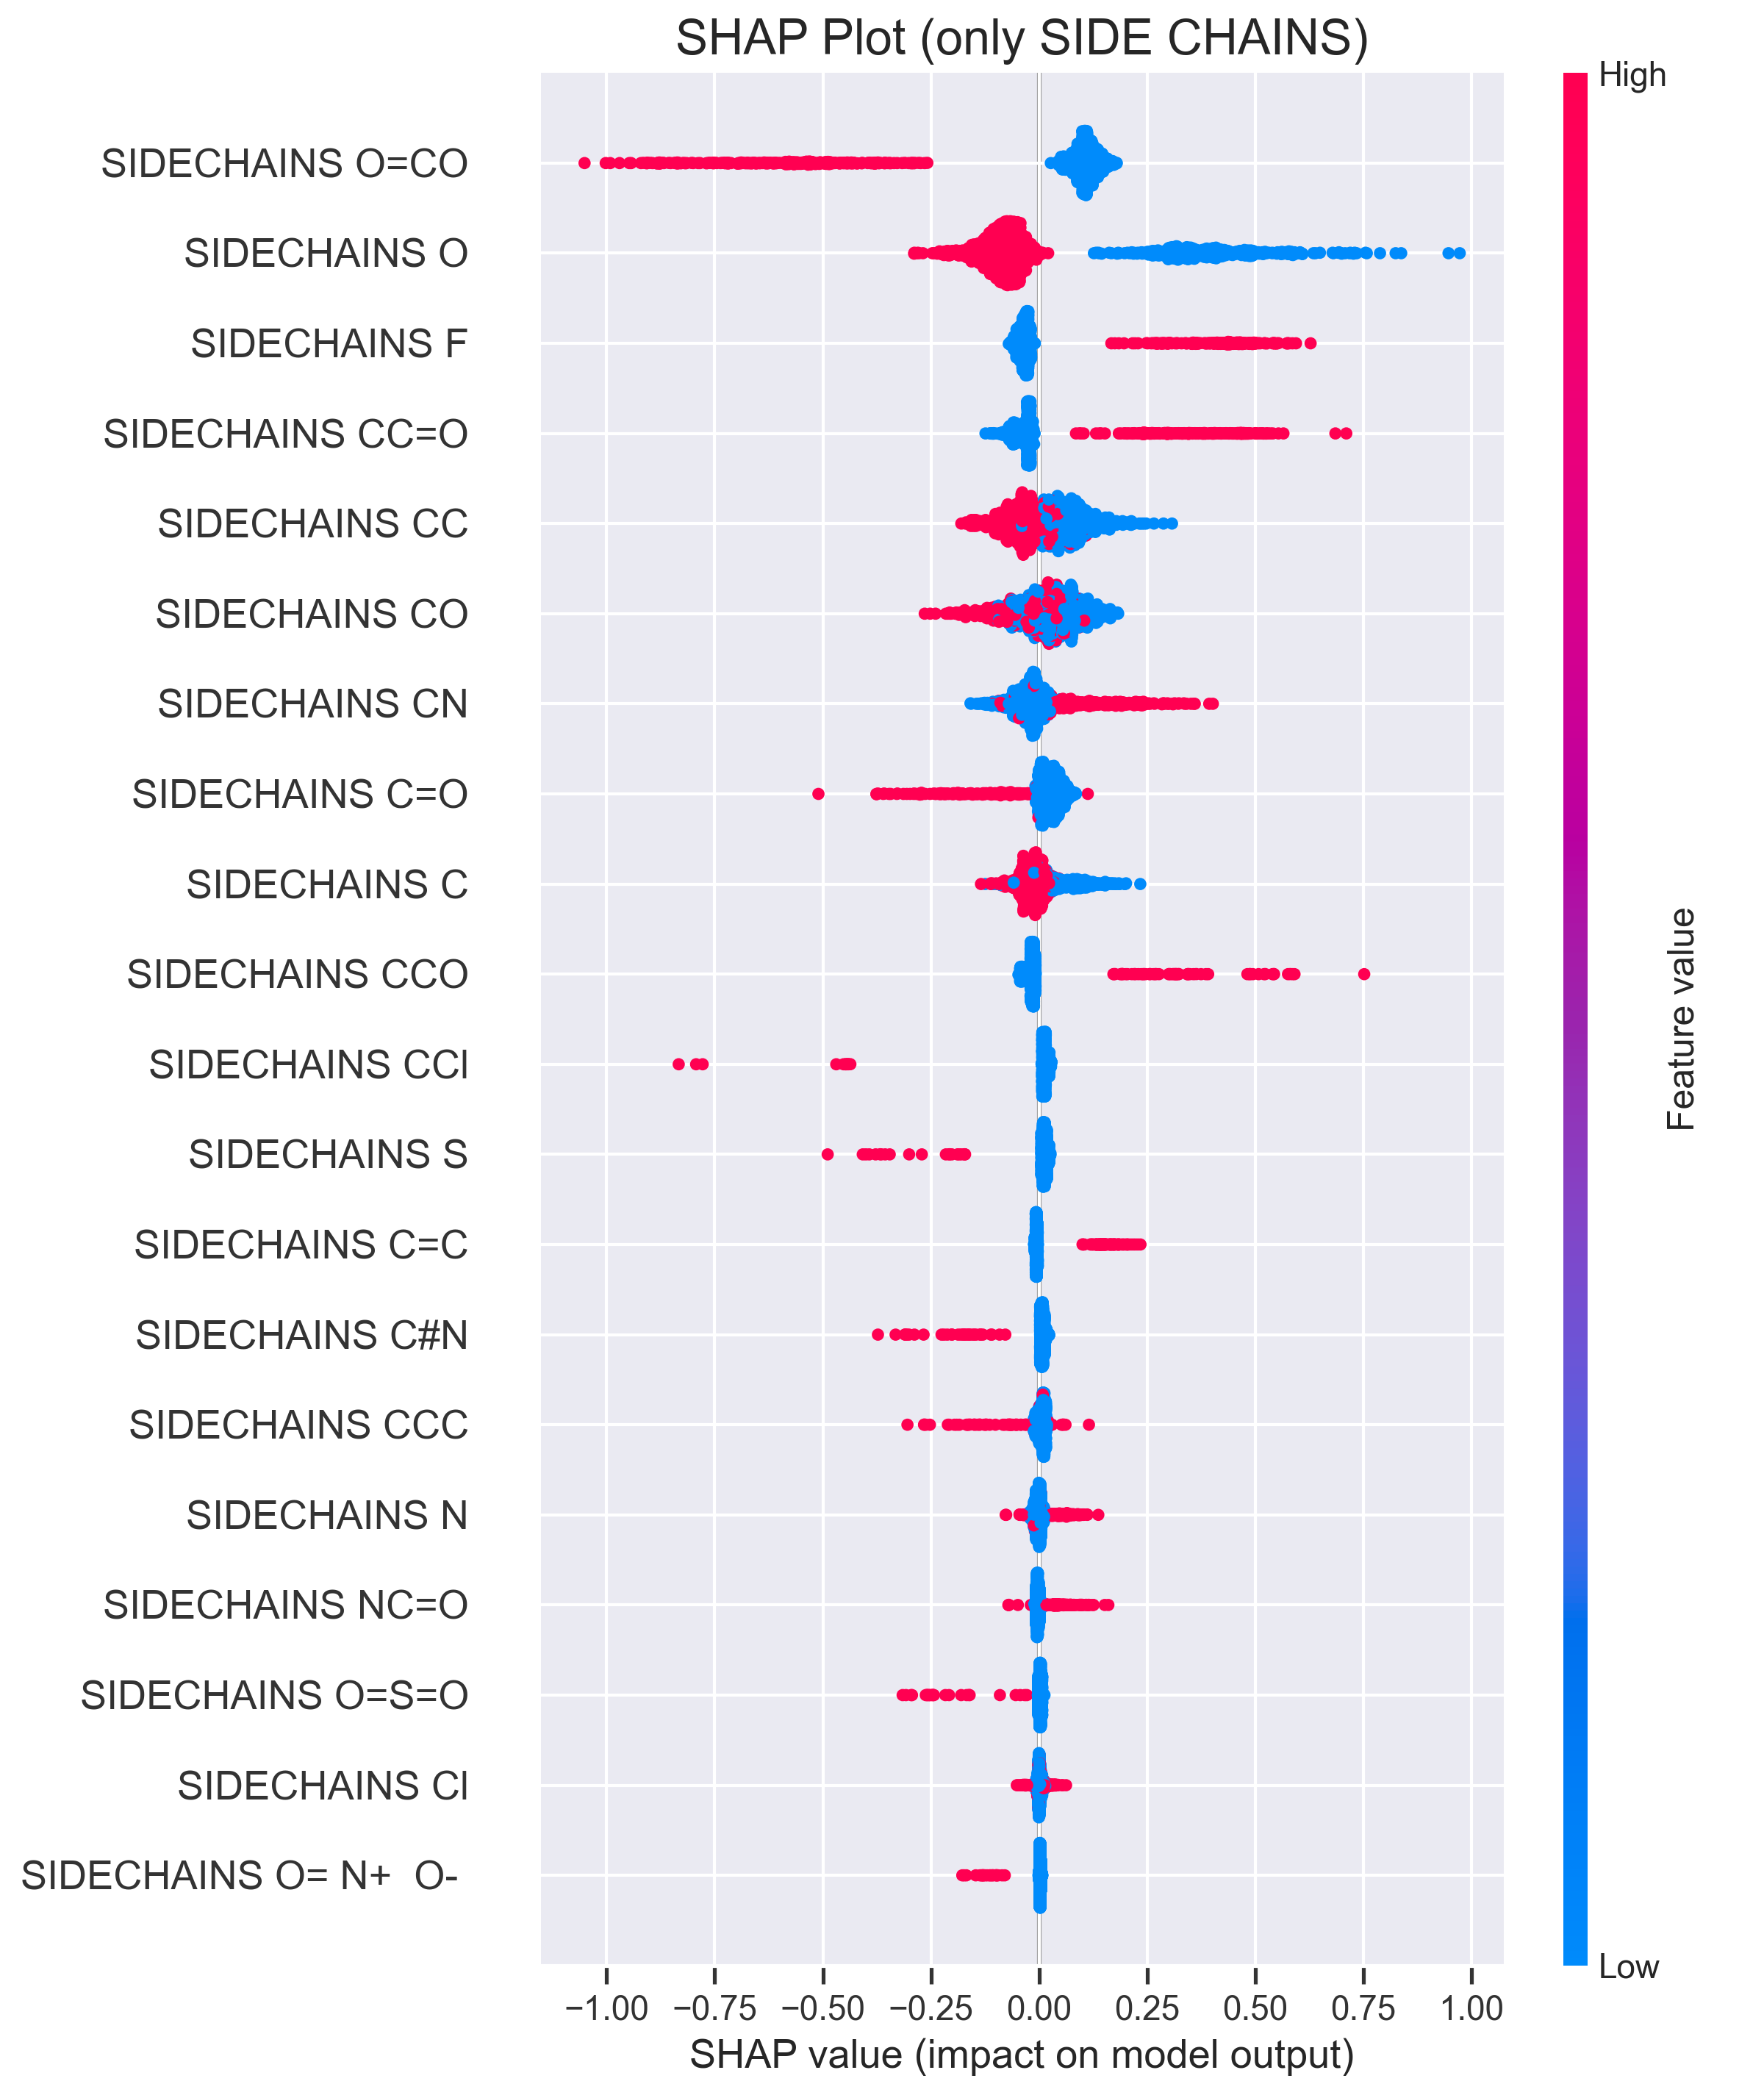 SHAP Plot (only SIDE CHAINS)
High
SIDECHAINS O=CO
SIDECHAINS O
SIDECHAINS F
SIDECHAINS CC=O
SIDECHAINS CC
SIDECHAINS CO
SIDECHAINS CN
SIDECHAINS C=O
SIDECHAINS C
SIDECHAINS CCO
SIDECHAINS CCl
SIDECHAINS S
SIDECHAINS C=C
SIDECHAINS C#N
SIDECHAINS CCC
SIDECHAINS N
SIDECHAINS NC=O
SIDECHAINS O=S=O
SIDECHAINS Cl
SIDECHAINS O= N+  O-
Feature value
Low
−1.00 −0.75 −0.50 −0.25 0.00 0.25 0.50 0.75 1.00
SHAP value (impact on model output)